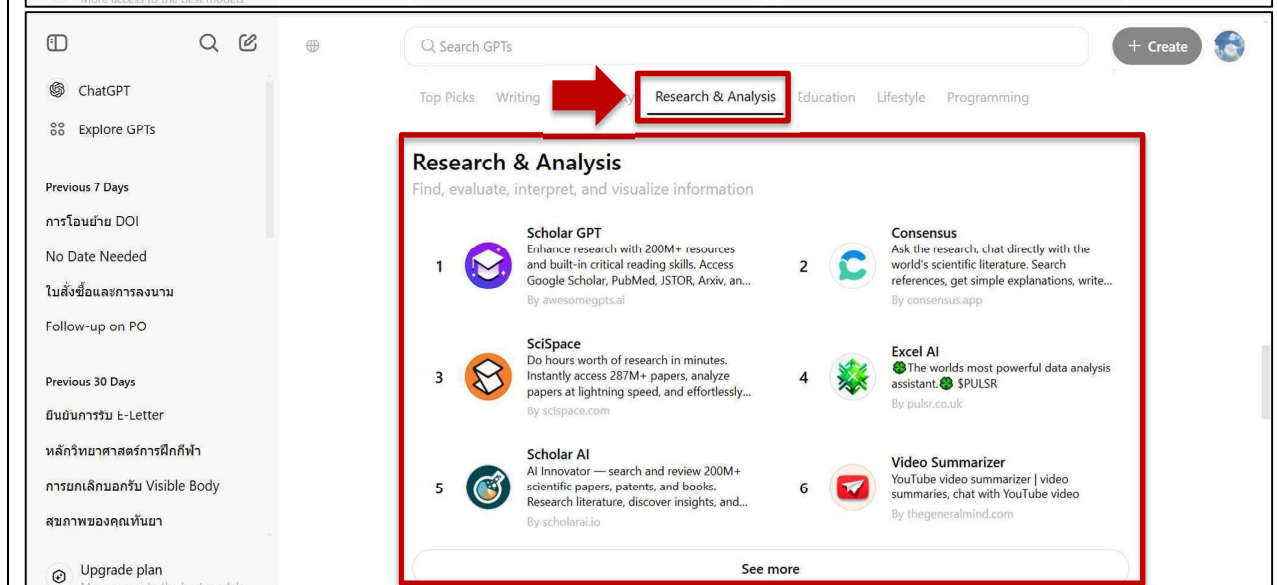 More access to the best models
Search GPTs
+ Create
ChatGPT
Explore GPTs
Top Picks Writing Research & Analysis Education Lifestyle Programming
Previous 7 Days
การโอนย้าย DOI
No Date Needed
ใบสั่งซื้อและการลงนาม
Follow-up on PO
Previous 30 Days
ยืนยันการรับ E-Letter
หลักวิทยาศาสตร์การฝึกกีฬา
การยกเลิกบอกรับ Visible Body
สุขภาพของคุณทันยา
Upgrade plan
Research & Analysis
Find, evaluate, interpret, and visualize information
1
Scholar GPT
Enhance research with 200M+ resources
and built-in critical reading skills. Access
Google Scholar, PubMed, JSTOR, Arxiv, an...
By awesomegpts.ai
2
Consensus
Ask the research, chat directly with the
world's scientific literature. Search
references, get simple explanations, write...
By consensus.app
3
SciSpace
Do hours worth of research in minutes.
Instantly access 287M+ papers, analyze
papers at lightning speed, and effortlessly...
By scispace.com
4
Excel AI
🍀The worlds most powerful data analysis
assistant.🍀 $PULSR
By pulsr.co.uk
5
Scholar AI
AI Innovator — search and review 200M+
scientific papers, patents, and books.
Research literature, discover insights, and...
By scholarai.io
6
Video Summarizer
YouTube video summarizer | video
summaries, chat with YouTube video
By thegeneralmind.com
See more